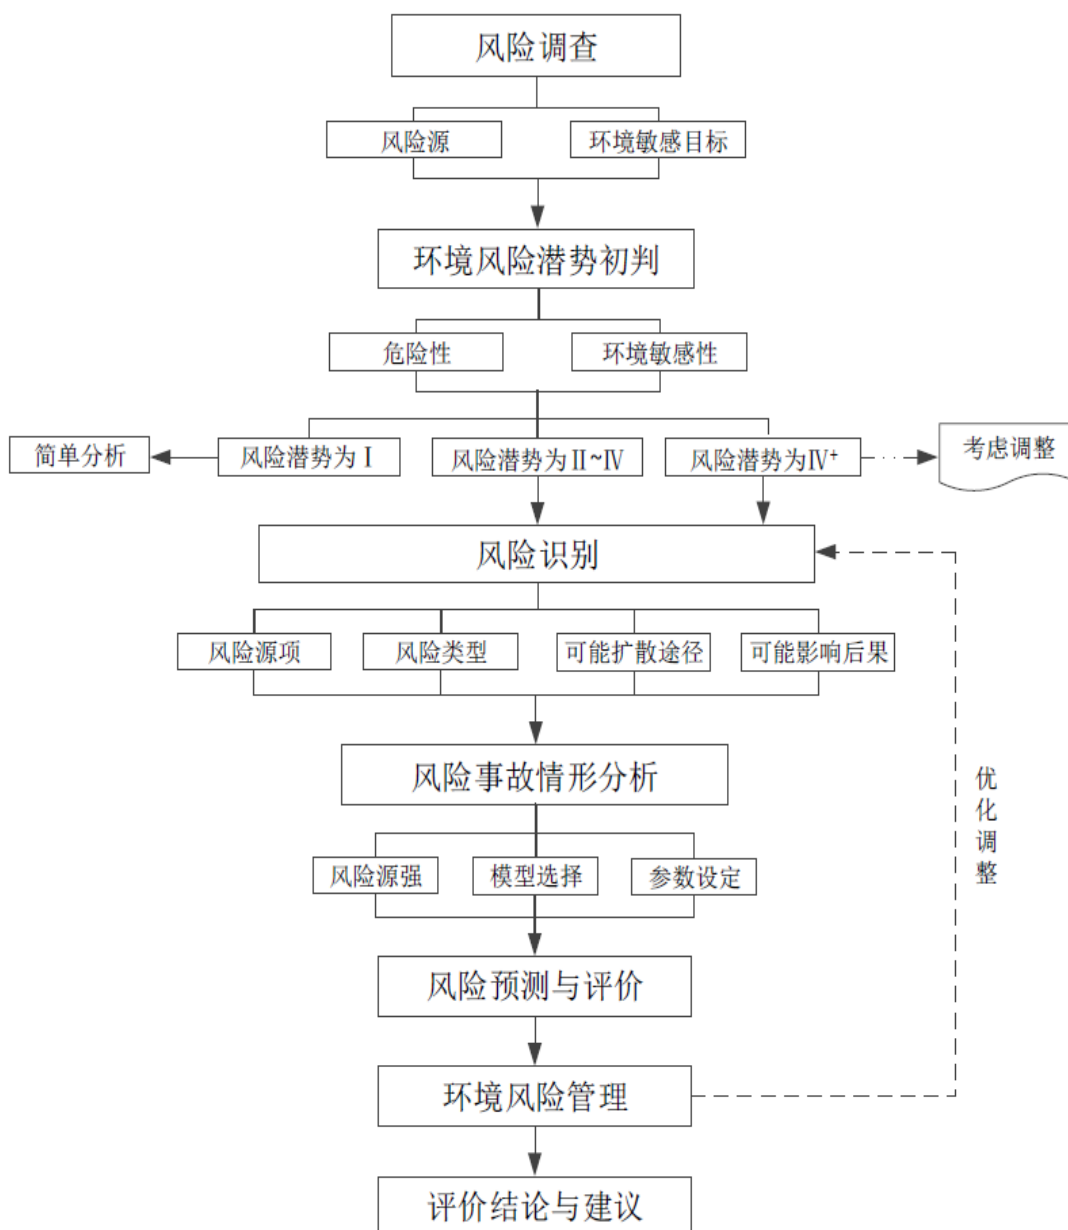 风险调查
风险源
环境敏感目标
环境风险潜势初判
危险性
环境敏感性
简单分析
风险潜势为Ⅰ
风险潜势为Ⅱ~Ⅳ
风险潜势为Ⅳ⁺
考虑调整
风险识别
风险源项
风险类型
可能扩散途径
可能影响后果
风险事故情形分析
优化调整
风险源强
模型选择
参数设定
风险预测与评价
环境风险管理
评价结论与建议